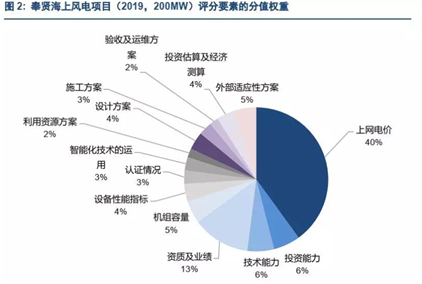 图 2：奉贤海上风电项目（2019，200MW）评分要素的分值权重
验收及运维方
案
2%
投资估算及经济
测算
4%
外部适应性方案
5%
施工方案
3%
设计方案
4%
利用资源方案
2%
智能化技术的运
用
3%
认证情况
3%
设备性能指标
4%
机组容量
5%
资质及业绩
13%
技术能力
6%
投资能力
6%
上网电价
40%